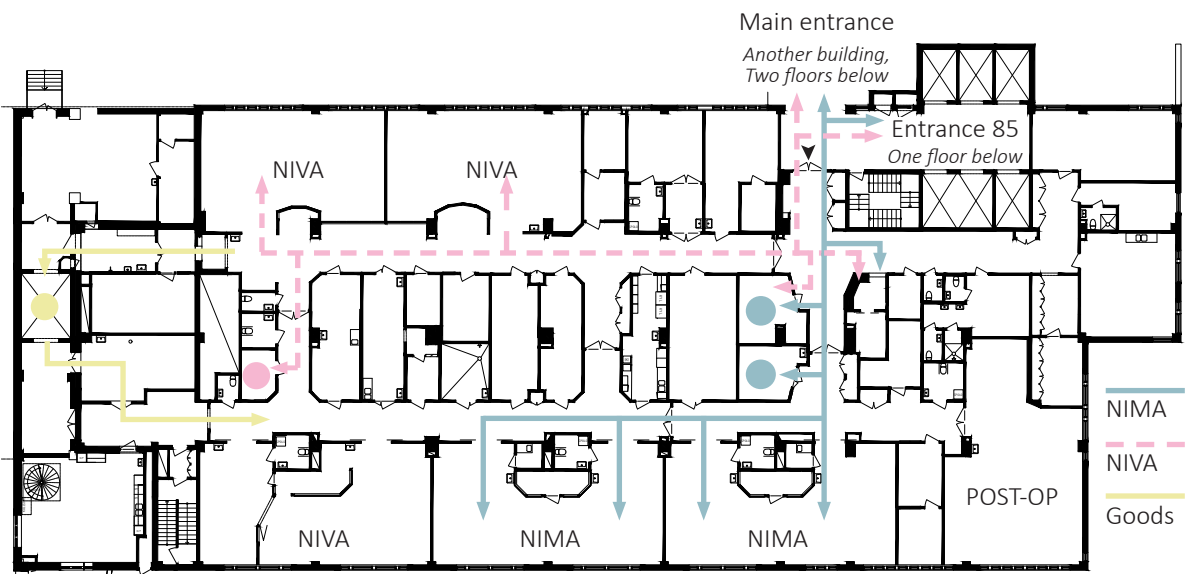 Main entrance
Another building,
Two floors below
Entrance 85
One floor below
NIVA
NIVA
NIMA
NIVA
Goods
POST-OP
NIVA
NIMA
NIMA